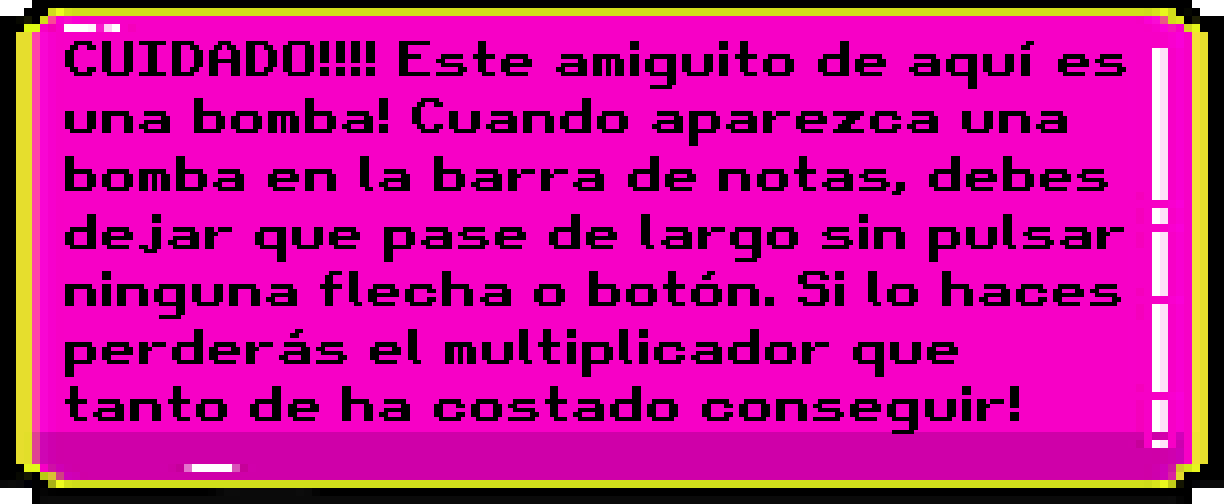 CUIDADO!!!! Este amiguito de aquí es
una bomba! Cuando aparezca una
bomba en la barra de notas, debes
dejar que pase de largo sin pulsar
ninguna flecha o botón. Si lo haces
perderás el multiplicador que
tanto de ha costado conseguir!